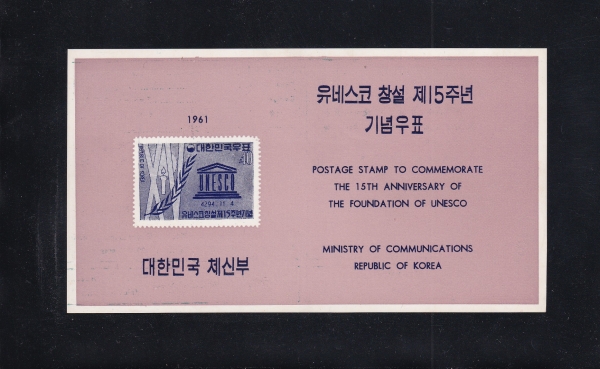 1961
대한민국우표
UNESCO
4294. 11. 4
유네스코창설제15주년기념
대한민국 체신부
유네스코 창설 제15주년
기념우표
POSTAGE STAMP TO COMMEMORATE
THE 15TH ANNIVERSARY OF
THE FOUNDATION OF UNESCO
MINISTRY OF COMMUNICATIONS
REPUBLIC OF KOREA